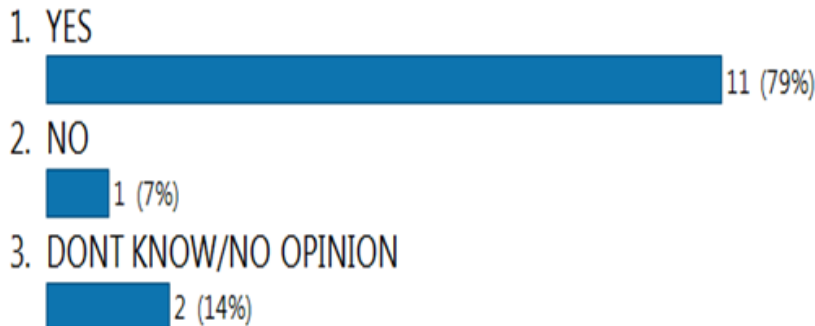 1. YES
11 (79%)
2. NO
1 (7%)
3. DONT KNOW/NO OPINION
2 (14%)